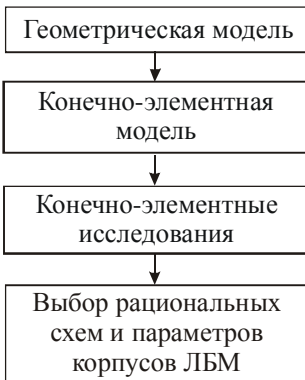 Геометрическая модель
Конечно-элементная
модель
Конечно-элементные
исследования
Выбор рациональных
схем и параметров
корпусов ЛБМ